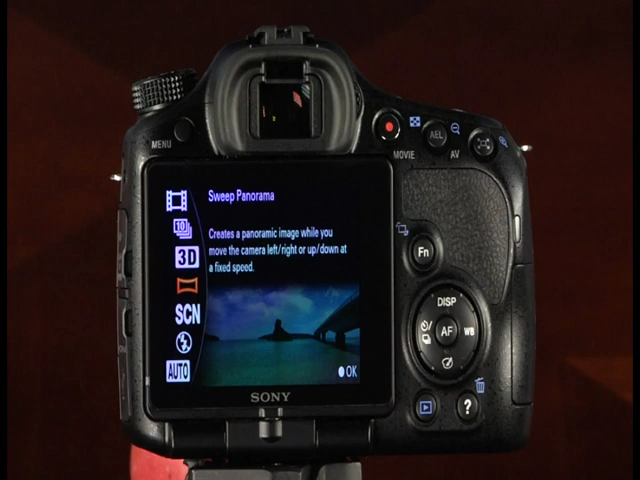 MENU
MOVIE
AEL
AV
Sweep Panorama
Creates a panoramic image while you
move the camera left/right or up/down at
a fixed speed.
10
3D
SCN
AUTO
OK
SONY
Fn
DISP
AF
WB
?